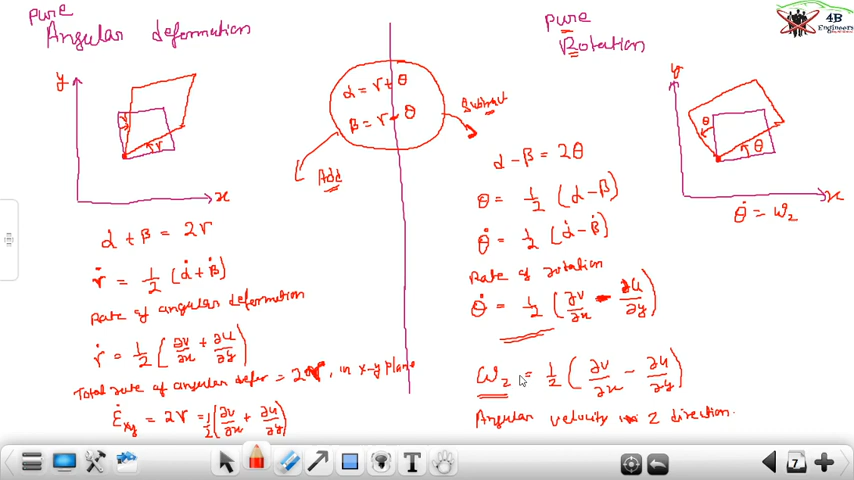 pure
Angular deformation
y
γ
γ
x
α + β = 2γ
γ̇ = 1/2 (α̇ + β̇)
Rate of angular deformation
γ̇ = 1/2 (∂v/∂x + ∂u/∂y)
Total rate of angular defor = 2γ, in x-y plane
Ė_xy = 2γ = 1/2 (∂v/∂x + ∂u/∂y)
α = γ + θ
β = γ - θ
Add
Subtract
pure
Rotation
α - β = 2θ
θ = 1/2 (α - β)
θ̇ = 1/2 (α̇ - β̇)
Rate of rotation
θ̇ = 1/2 (∂v/∂x - ∂u/∂y)
ω_z = 1/2 (∂v/∂x - ∂u/∂y)
Angular velocity in z direction.
y
θ
θ
x
θ̇ = ω_z
4B
Engineers
7